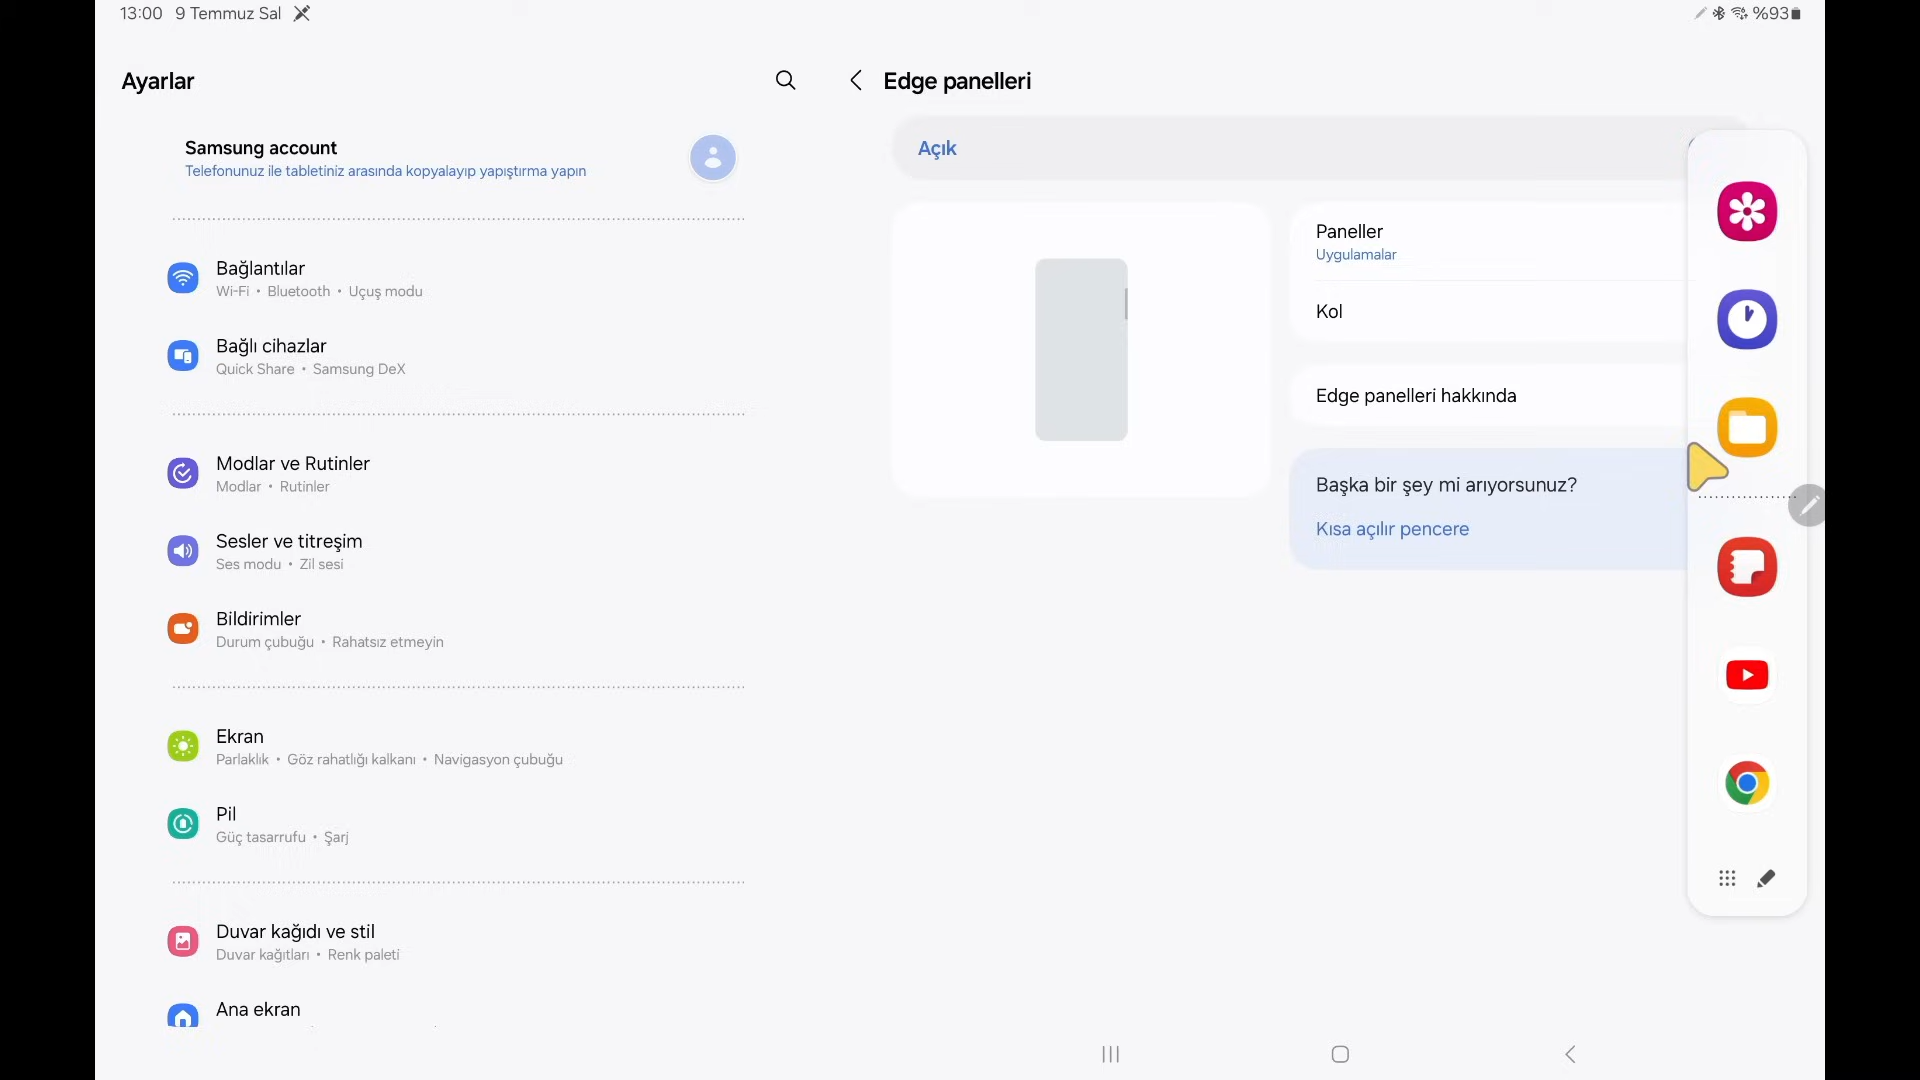 13:00 9 Temmuz Sal
%93
Ayarlar
Samsung account
Telefonunuz ile tabletiniz arasında kopyalayıp yapıştırma yapın
Bağlantılar
Wi-Fi • Bluetooth • Uçuş modu
Bağlı cihazlar
Quick Share • Samsung DeX
Modlar ve Rutinler
Modlar • Rutinler
Sesler ve titreşim
Ses modu • Zil sesi
Bildirimler
Durum çubuğu • Rahatsız etmeyin
Ekran
Parlaklık • Göz rahatlığı kalkanı • Navigasyon çubuğu
Pil
Güç tasarrufu • Şarj
Duvar kağıdı ve stil
Duvar kağıtları • Renk paleti
Ana ekran
Edge panelleri
Açık
Paneller
Uygulamalar
Kol
Edge panelleri hakkında
Başka bir şey mi arıyorsunuz?
Kısa açılır pencere